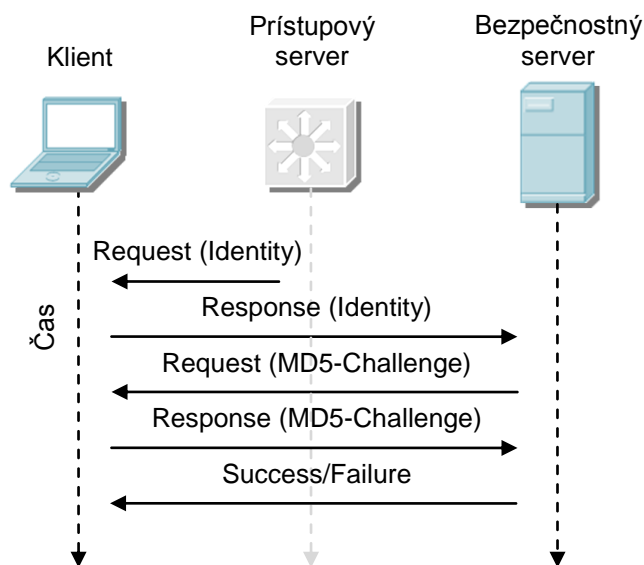 Klient
Prístupový
server
Bezpečnostný
server
Request (Identity)
Response (Identity)
Čas
Request (MD5-Challenge)
Response (MD5-Challenge)
Success/Failure